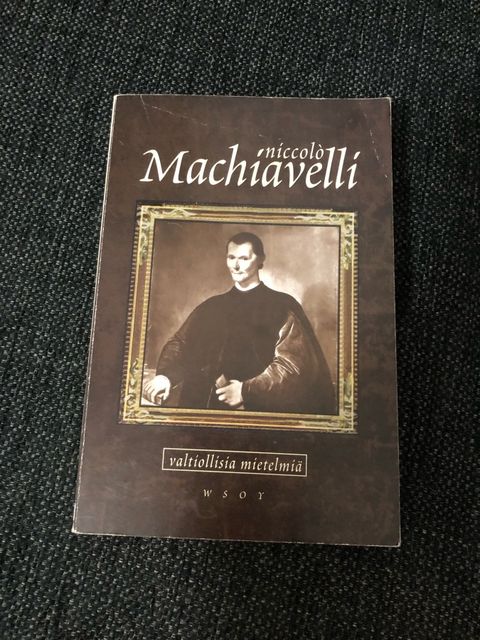 niccolò
Machiavelli
valtiollisia mietelmiä
WSOY